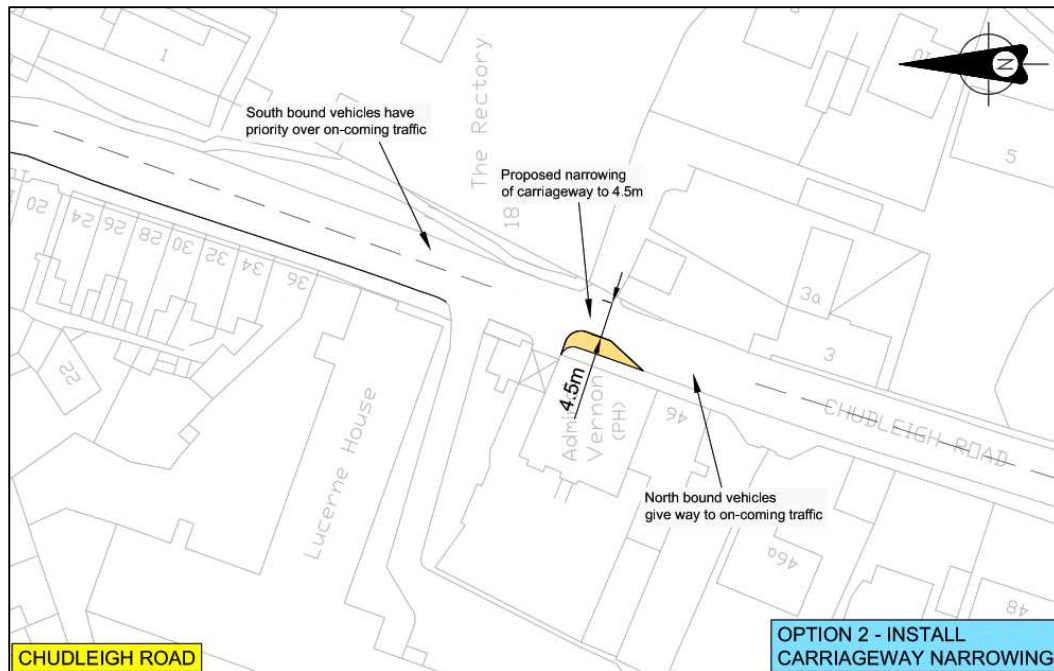 1
South bound vehicles have
priority over on-coming traffic
The Rectory
18
Proposed narrowing
of carriageway to 4.5m
N
10
5
20
24
26
28
30
32
34
36
22
Lucerne House
4.5m
Vernon
(PH)
46
3a
3
CHUDLEIGH ROAD
North bound vehicles
give way to on-coming traffic
46a
48
CHUDLEIGH ROAD
OPTION 2 - INSTALL
CARRIAGEWAY NARROWING